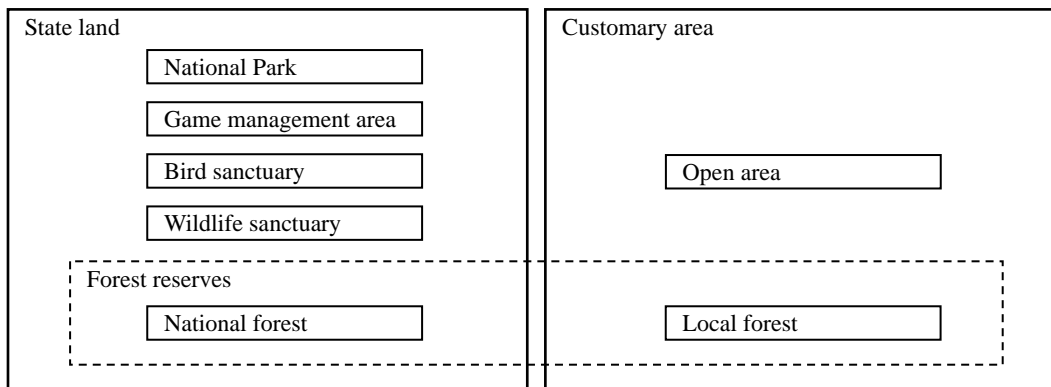 State land
National Park
Game management area
Bird sanctuary
Wildlife sanctuary
Customary area
Open area
Forest reserves
National forest
Local forest